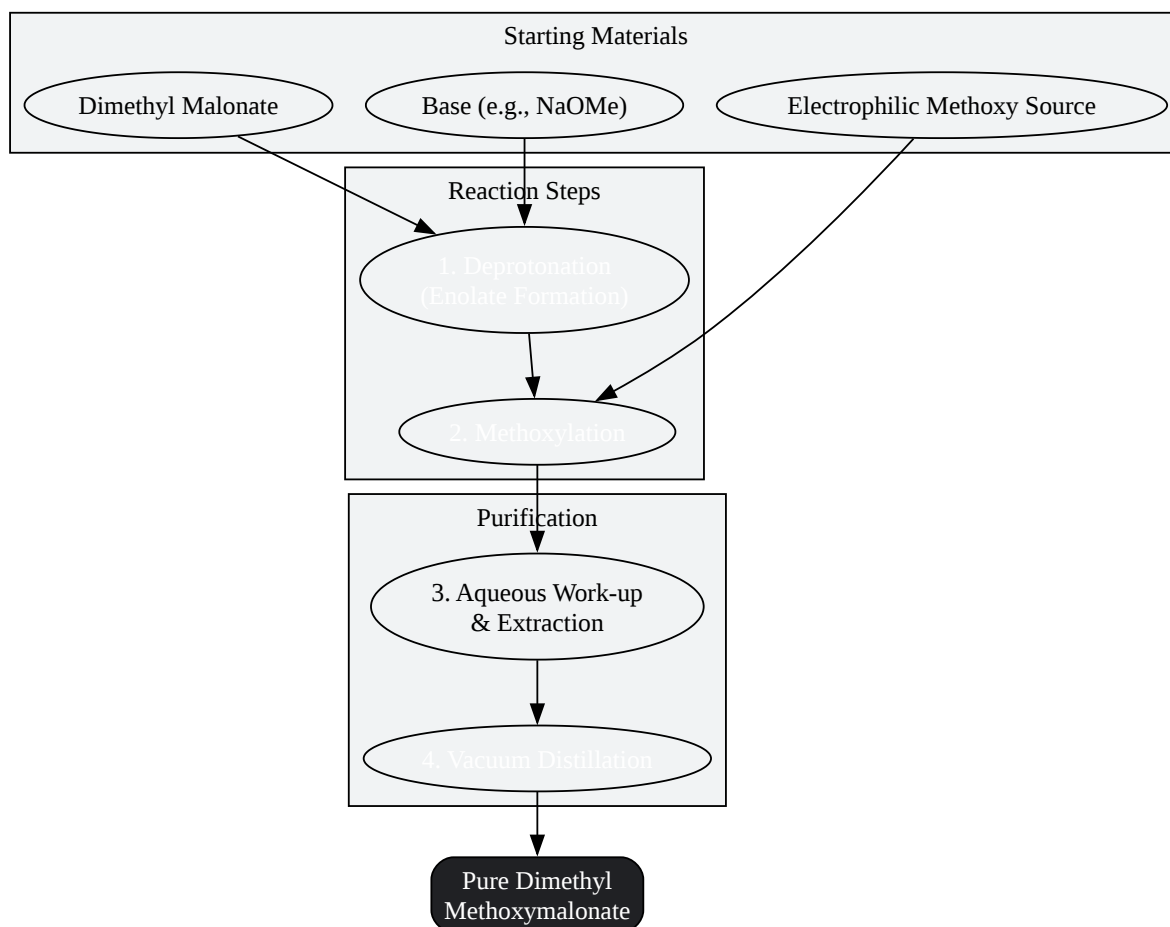 Starting Materials
Dimethyl Malonate
Base (e.g., NaOMe)
Electrophilic Methoxy Source
Reaction Steps
1. Deprotonation
(Enolate Formation)
2. Methoxylation
Purification
3. Aqueous Work-up
& Extraction
4. Vacuum Distillation
Pure Dimethyl
Methoxymalonate